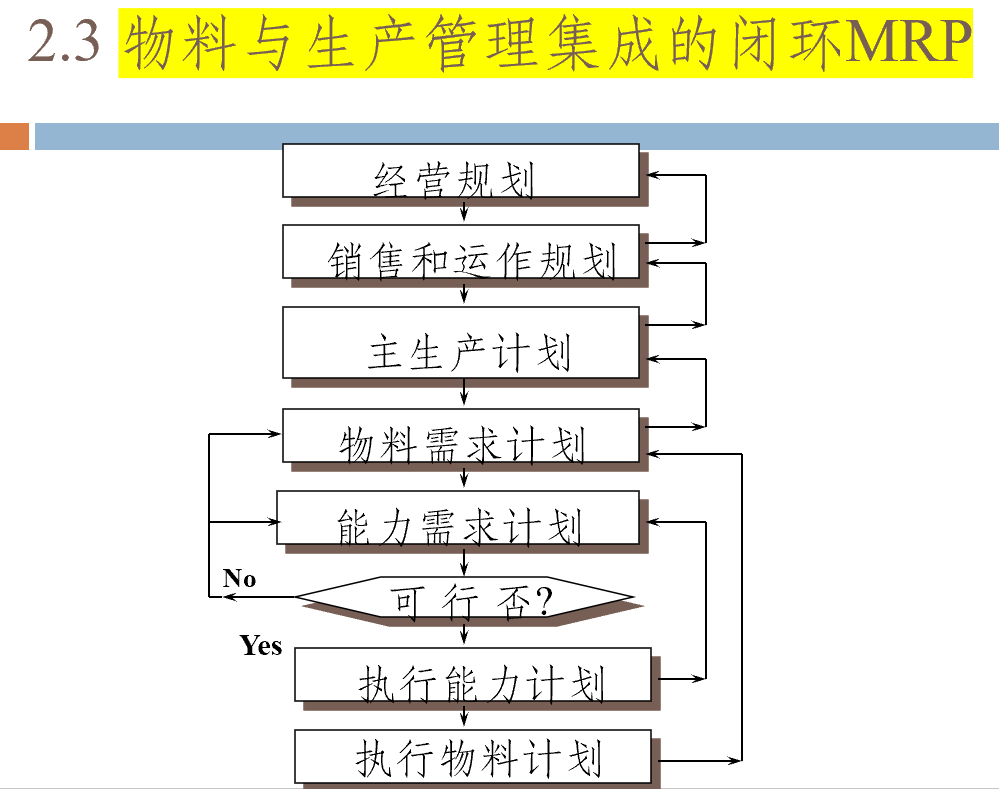 2.3 物料与生产管理集成的闭环MRP
经营规划
销售和运作规划
主生产计划
物料需求计划
能力需求计划
No
可 行 否?
Yes
执行能力计划
执行物料计划